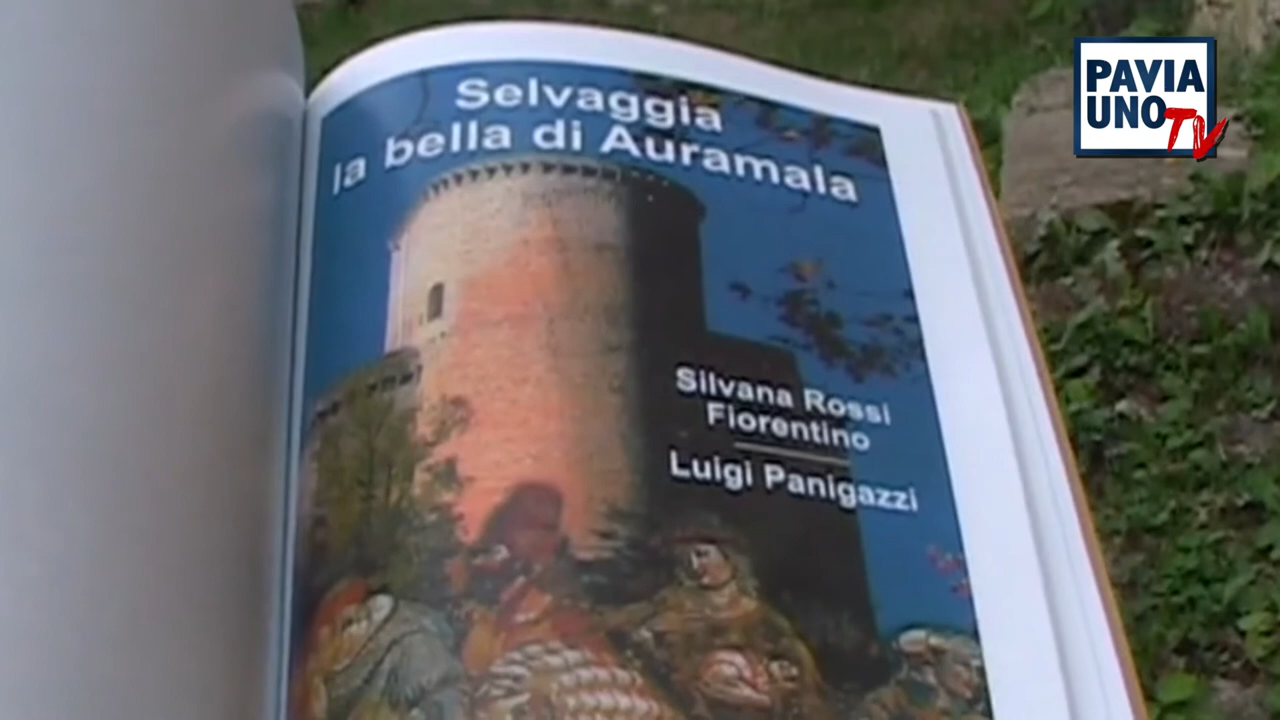 Selvaggia
la bella di Auramala
Silvana Rossi
Fiorentino
Luigi Panigazzi
PAVIA
UNO TV